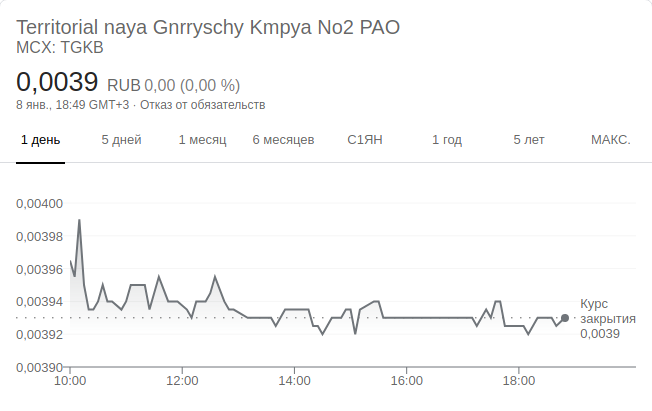 Territorial naya Gnrryschy Kmpya No2 PAO
MCX: TGKB
0,0039 RUB 0,00 (0,00 %)
8 янв., 18:49 GMT+3 · Отказ от обязательств
1 день 5 дней 1 месяц 6 месяцев С1ЯН 1 год 5 лет МАКС.
0,00400
0,00398
0,00396
0,00394
0,00392
0,00390
Курс
закрытия
0,0039
10:00 12:00 14:00 16:00 18:00